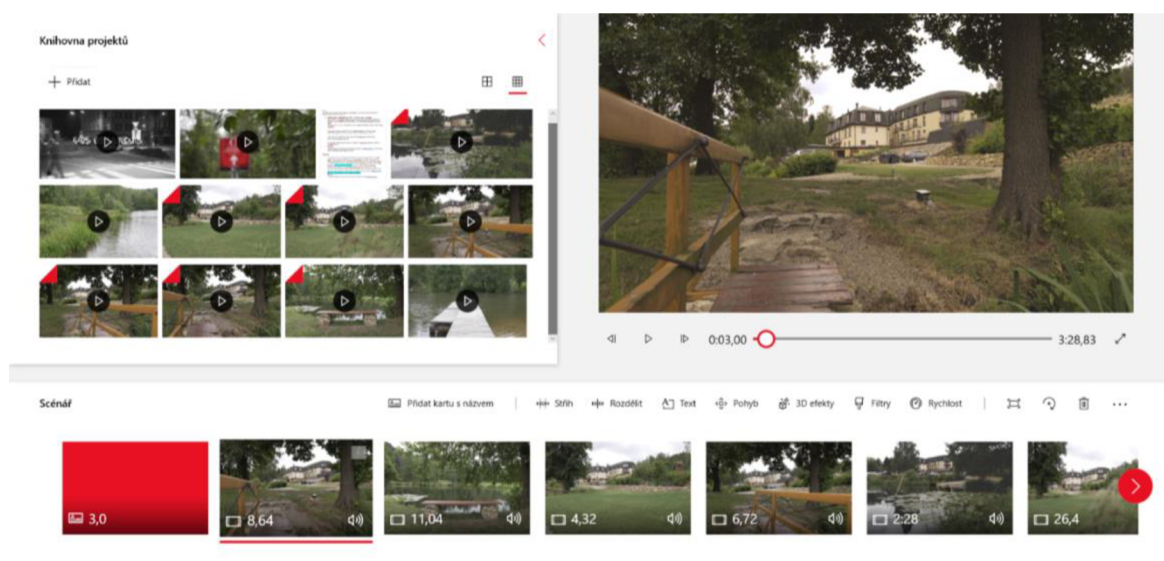 Knihovna projektů
Přidat
0:03,00
3:28,83
Scénář
Přidat kartu s názvem
Střih
Rozdělit
Text
Pohyb
3D efekty
Filtry
Rychlost
3,0
8,64
11,04
4,32
6,72
2:28
26,4